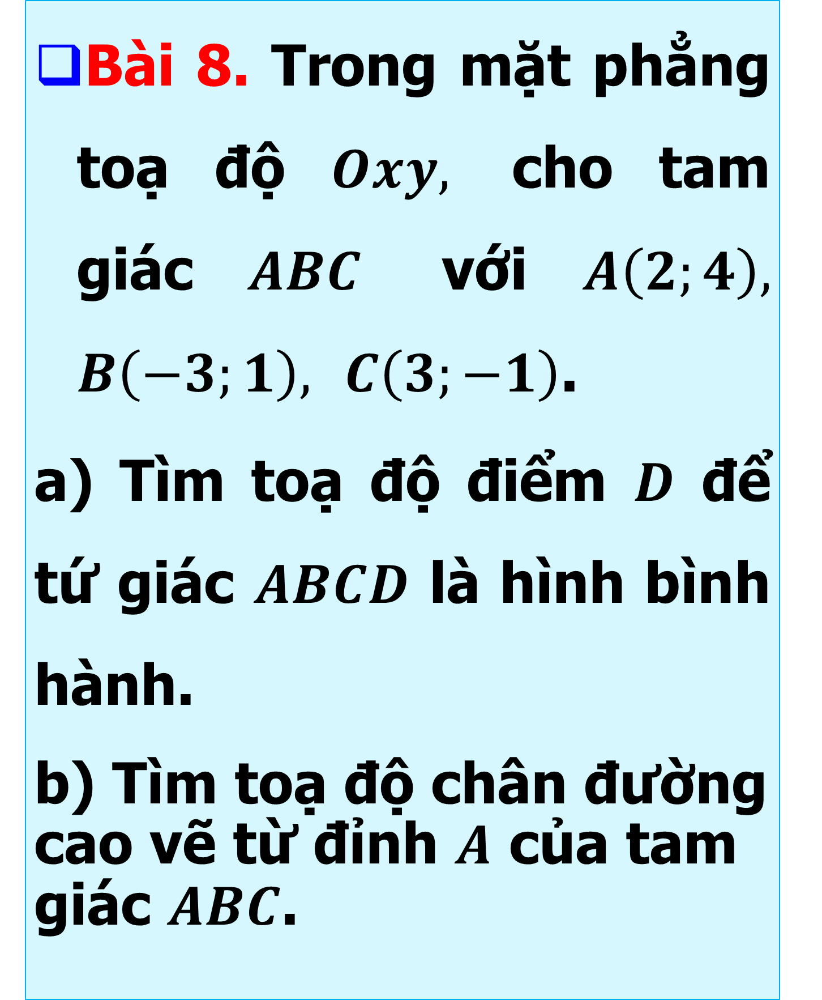 ❑Bài 8. Trong mặt phẳng
toạ độ Oxy, cho tam
giác ABC với A(2; 4),
B(−3; 1), C(3; −1).
a) Tìm toạ độ điểm D để
tứ giác ABCD là hình bình
hành.
b) Tìm toạ độ chân đường
cao vẽ từ đỉnh A của tam
giác ABC.